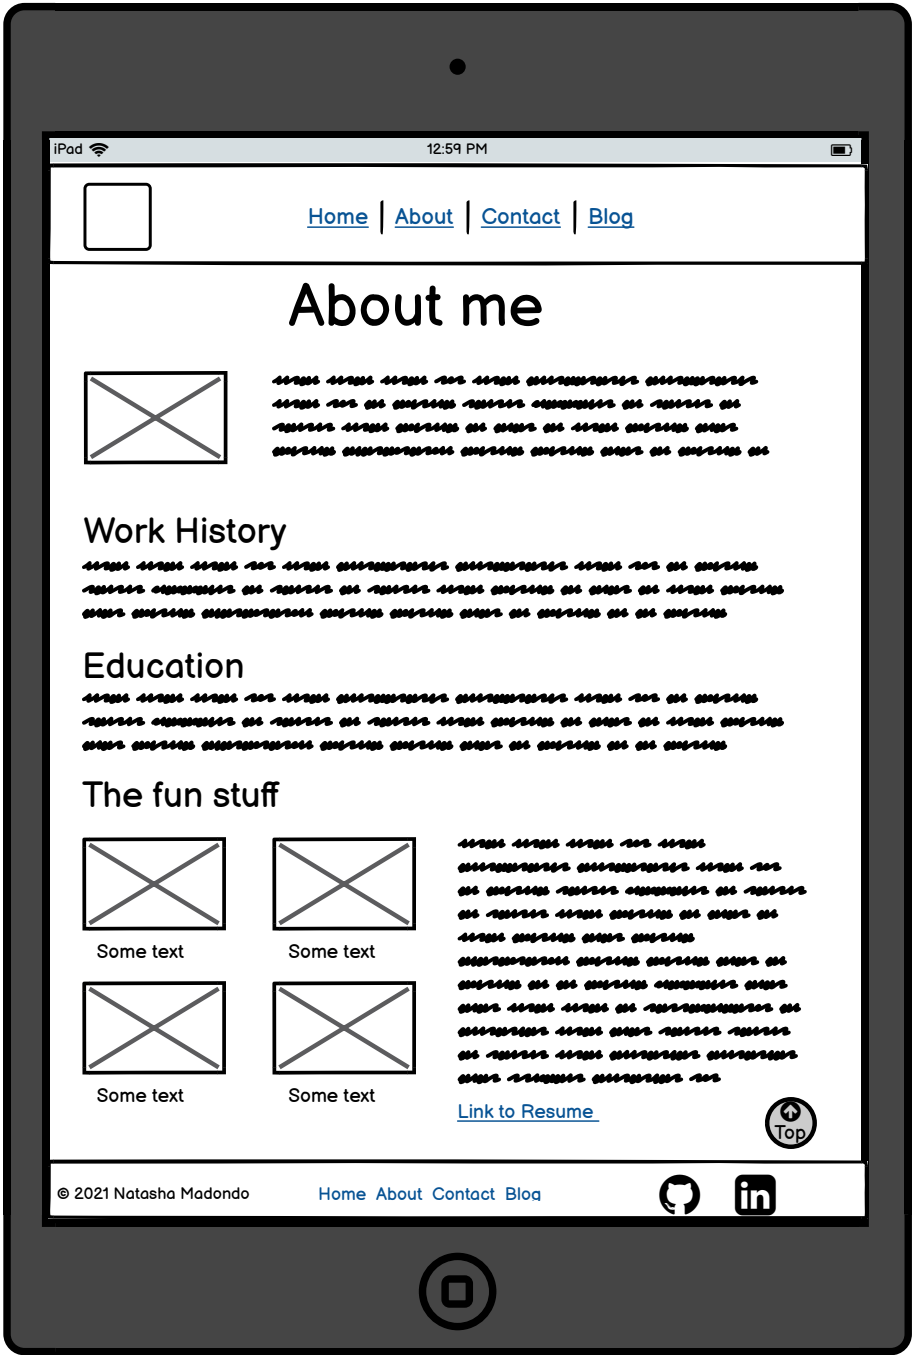 iPad 12:59 PM
Home About Contact Blog
About me
Work History
Education
The fun stuff
Some text Some text
Some text Some text
Link to Resume
Top
© 2021 Natasha Madondo Home About Contact Blog in